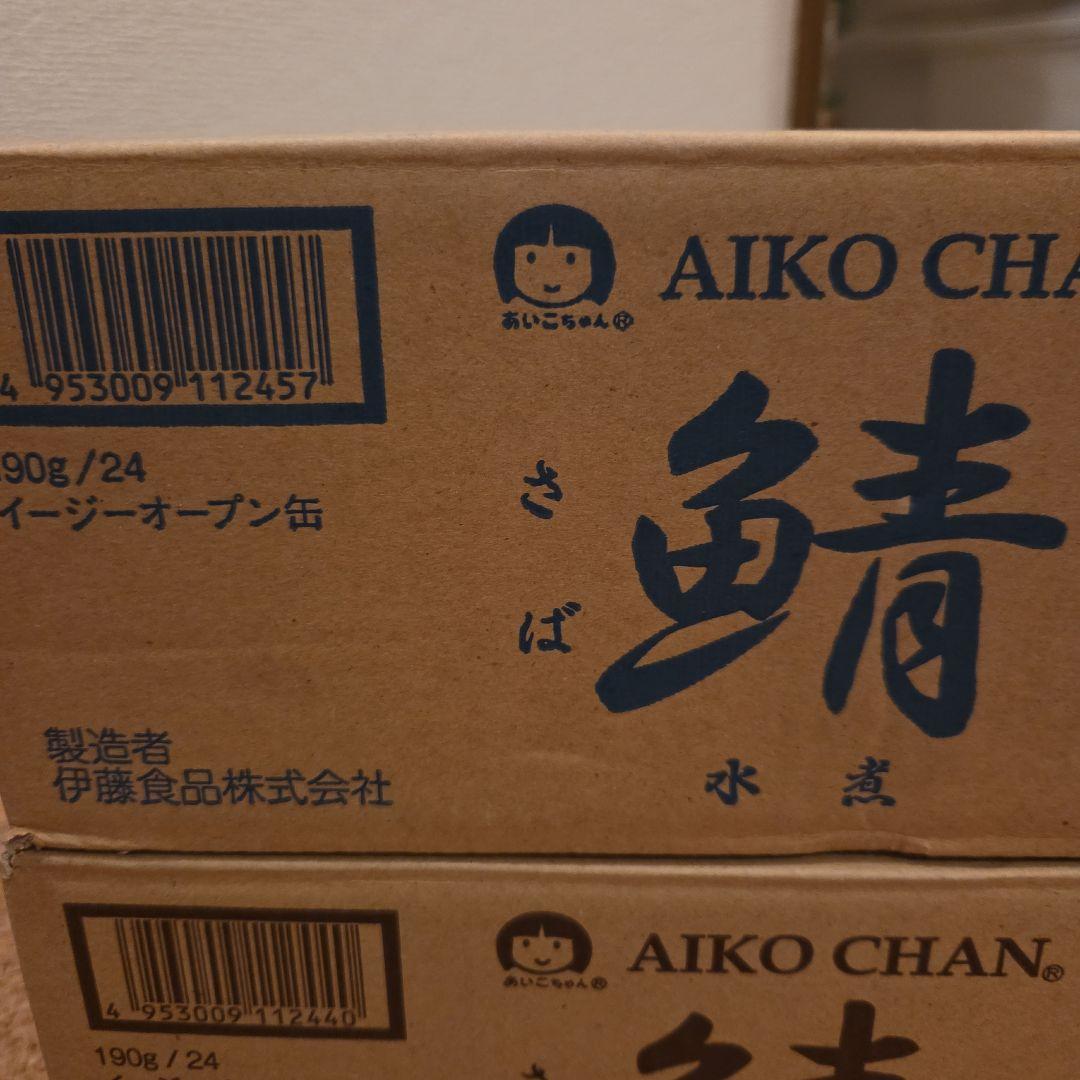 4 953009 112457
190g/24
イージーオープン缶
製造者
伊藤食品株式会社
あいこちゃん®
AIKO CHA
さば
鯖
水煮
4 953009 112440
190g/24
あいこちゃん®
AIKO CHAN®